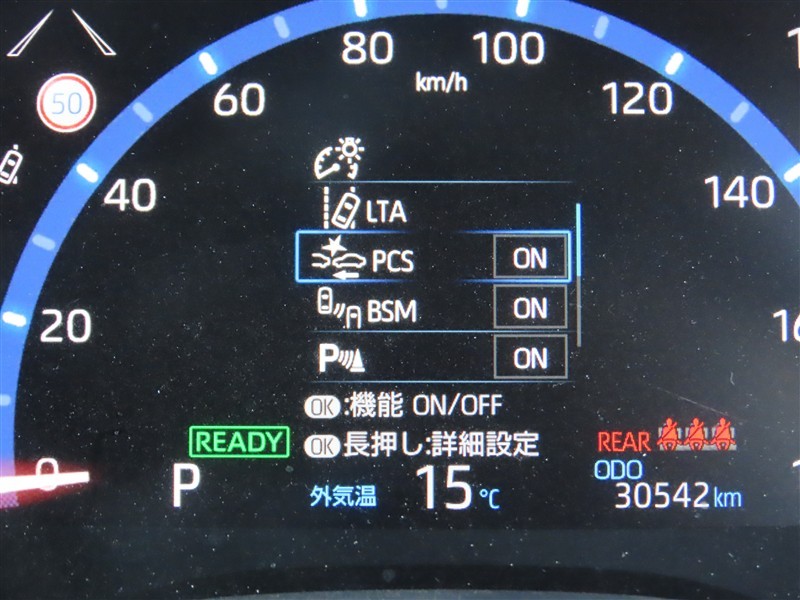 80
100
km/h
60
120
50
40
140
LTA
PCS ON
BSM ON
20
P ON
OK:機能 ON/OFF
READY
OK長押し:詳細設定
REAR
0
P
外気温 15℃
ODO
30542km